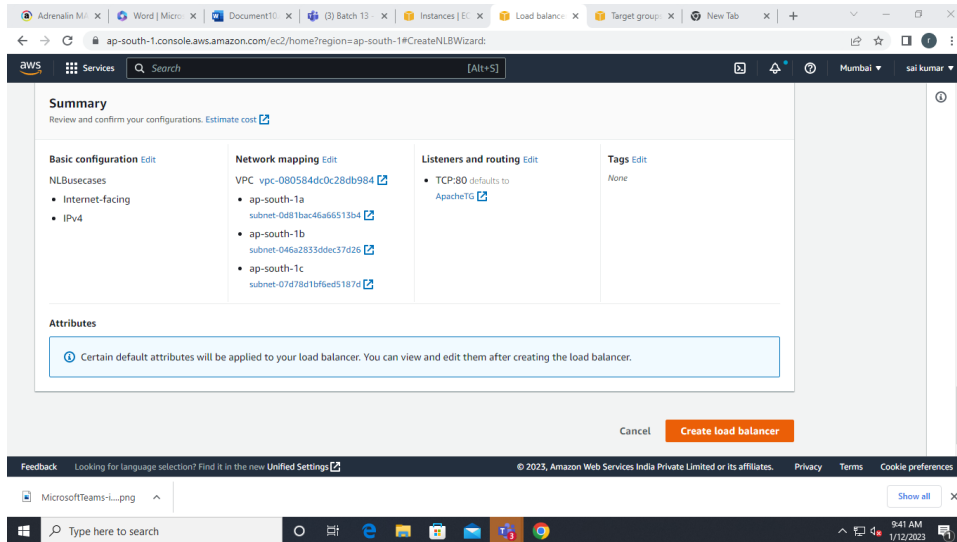 Adrenalin MA
Word | Micros
Document10.
(3) Batch 13 -
Instances | EC
Load balance
Target group
New Tab
ap-south-1.console.aws.amazon.com/ec2/home?region=ap-south-1#CreateNLBWizard:
r
aws
Services
Search
[Alt+S]
Mumbai
sai kumar
Summary
Review and confirm your configurations. Estimate cost
Basic configuration Edit
NLBusecases
Internet-facing
IPv4
Network mapping Edit
VPC vpc-080584dc0c28db984
ap-south-1a
subnet-0d81bac46a66513b4
ap-south-1b
subnet-046a2833ddec37d26
ap-south-1c
subnet-07d78d1bf6ed5187d
Listeners and routing Edit
TCP:80 defaults to
ApacheTG
Tags Edit
None
Attributes
Certain default attributes will be applied to your load balancer. You can view and edit them after creating the load balancer.
Cancel
Create load balancer
Feedback
Looking for language selection? Find it in the new Unified Settings
© 2023, Amazon Web Services India Private Limited or its affiliates.
Privacy
Terms
Cookie preferences
MicrosoftTeams-i....png
Show all
Type here to search
3
9:41 AM
1/12/2023
1